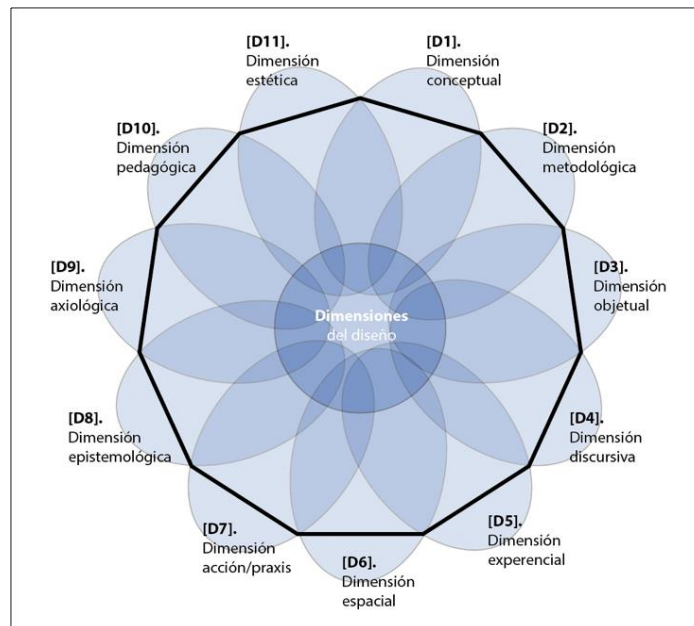 [D11].
Dimensión
estética
[D1].
Dimensión
conceptual
[D10].
Dimensión
pedagógica
[D2].
Dimensión
metodológica
[D9].
Dimensión
axiológica
[D3].
Dimensión
objetual
Dimensiones
del diseño
[D8].
Dimensión
epistemológica
[D4].
Dimensión
discursiva
[D7].
Dimensión
acción/praxis
[D5].
Dimensión
experencial
[D6].
Dimensión
espacial